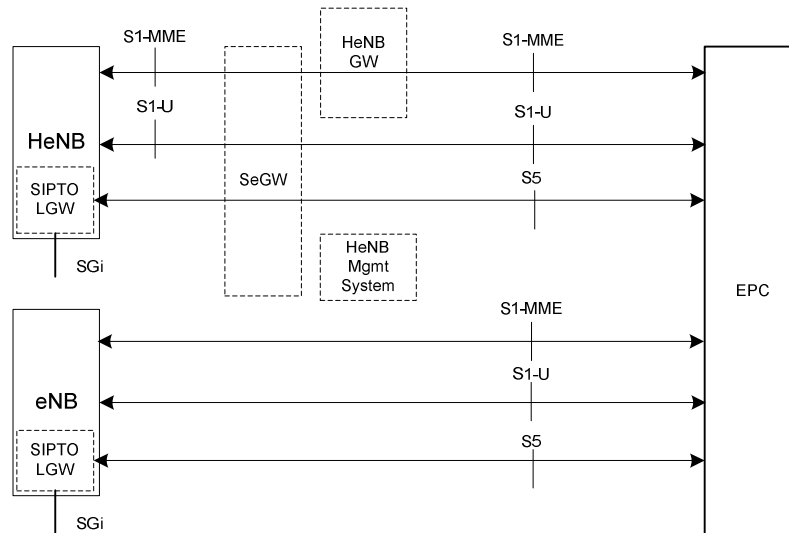 S1-MME
HeNB
GW
S1-MME
S1-U
S1-U
HeNB
SeGW
S5
SIPTO
LGW
SGi
HeNB
Mgmt
System
EPC
S1-MME
S1-U
eNB
S5
SIPTO
LGW
SGi